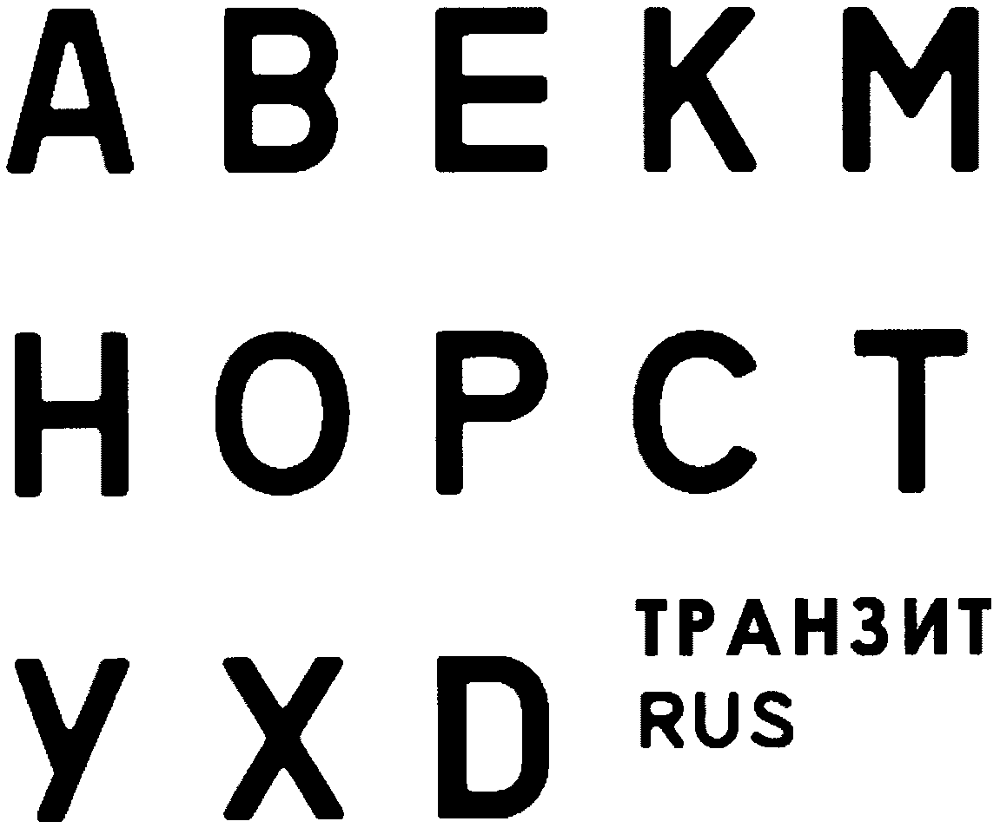 А В Е К М
Н О Р С Т
У Х D
ТРАНЗИТ
RUS